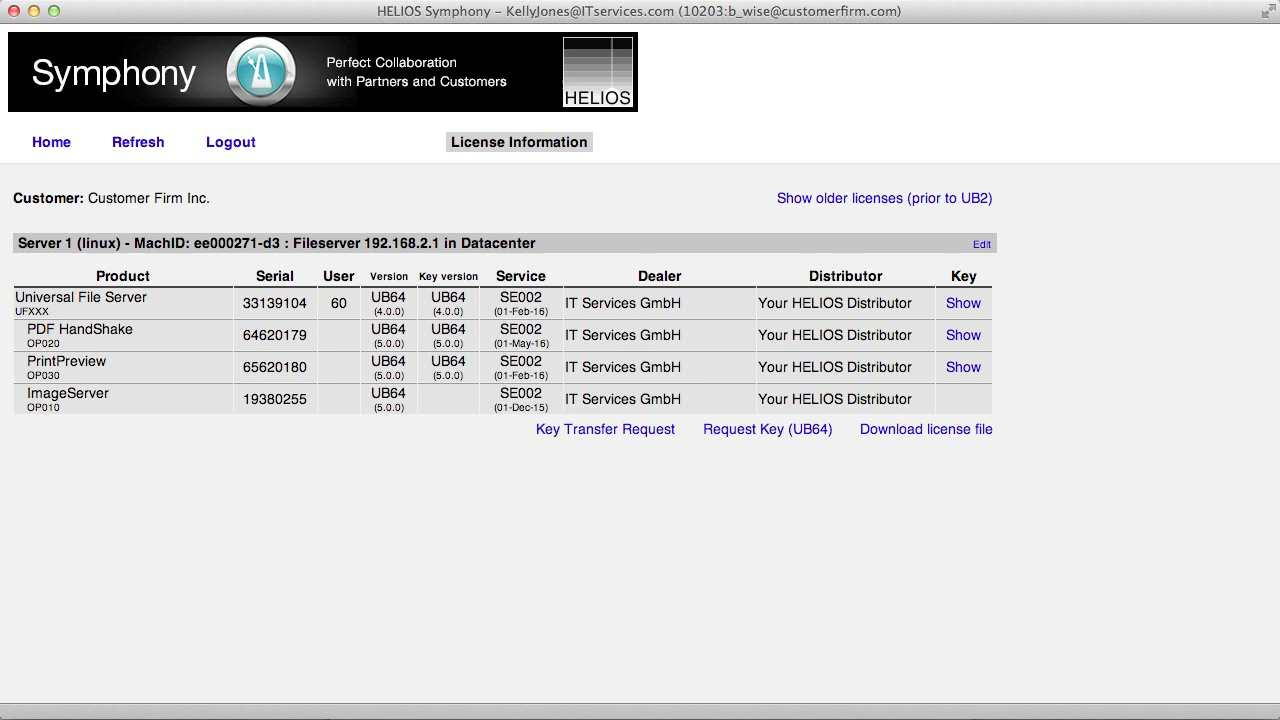 HELIOS Symphony – KellyJones@ITservices.com (10203:b_wise@customerfirm.com)
Symphony
Perfect Collaboration
with Partners and Customers
HELIOS
Home Refresh Logout License Information
Customer: Customer Firm Inc. Show older licenses (prior to UB2)
Server 1 (linux) - MachID: ee000271-d3 : Fileserver 192.168.2.1 in Datacenter Edit
Product Serial User Version Key version Service Dealer Distributor Key
Universal File Server 33139104 60 UB64 UB64 SE002 IT Services GmbH Your HELIOS Distributor Show
UFXXX (4.0.0) (4.0.0) (01-Feb-16)
PDF HandShake 64620179 UB64 UB64 SE002 IT Services GmbH Your HELIOS Distributor Show
OP020 (5.0.0) (5.0.0) (01-May-16)
PrintPreview 65620180 UB64 UB64 SE002 IT Services GmbH Your HELIOS Distributor Show
OP030 (5.0.0) (5.0.0) (01-Feb-16)
ImageServer 19380255 UB64 SE002 IT Services GmbH Your HELIOS Distributor
OP010 (5.0.0) (01-Dec-15)
Key Transfer Request Request Key (UB64) Download license file